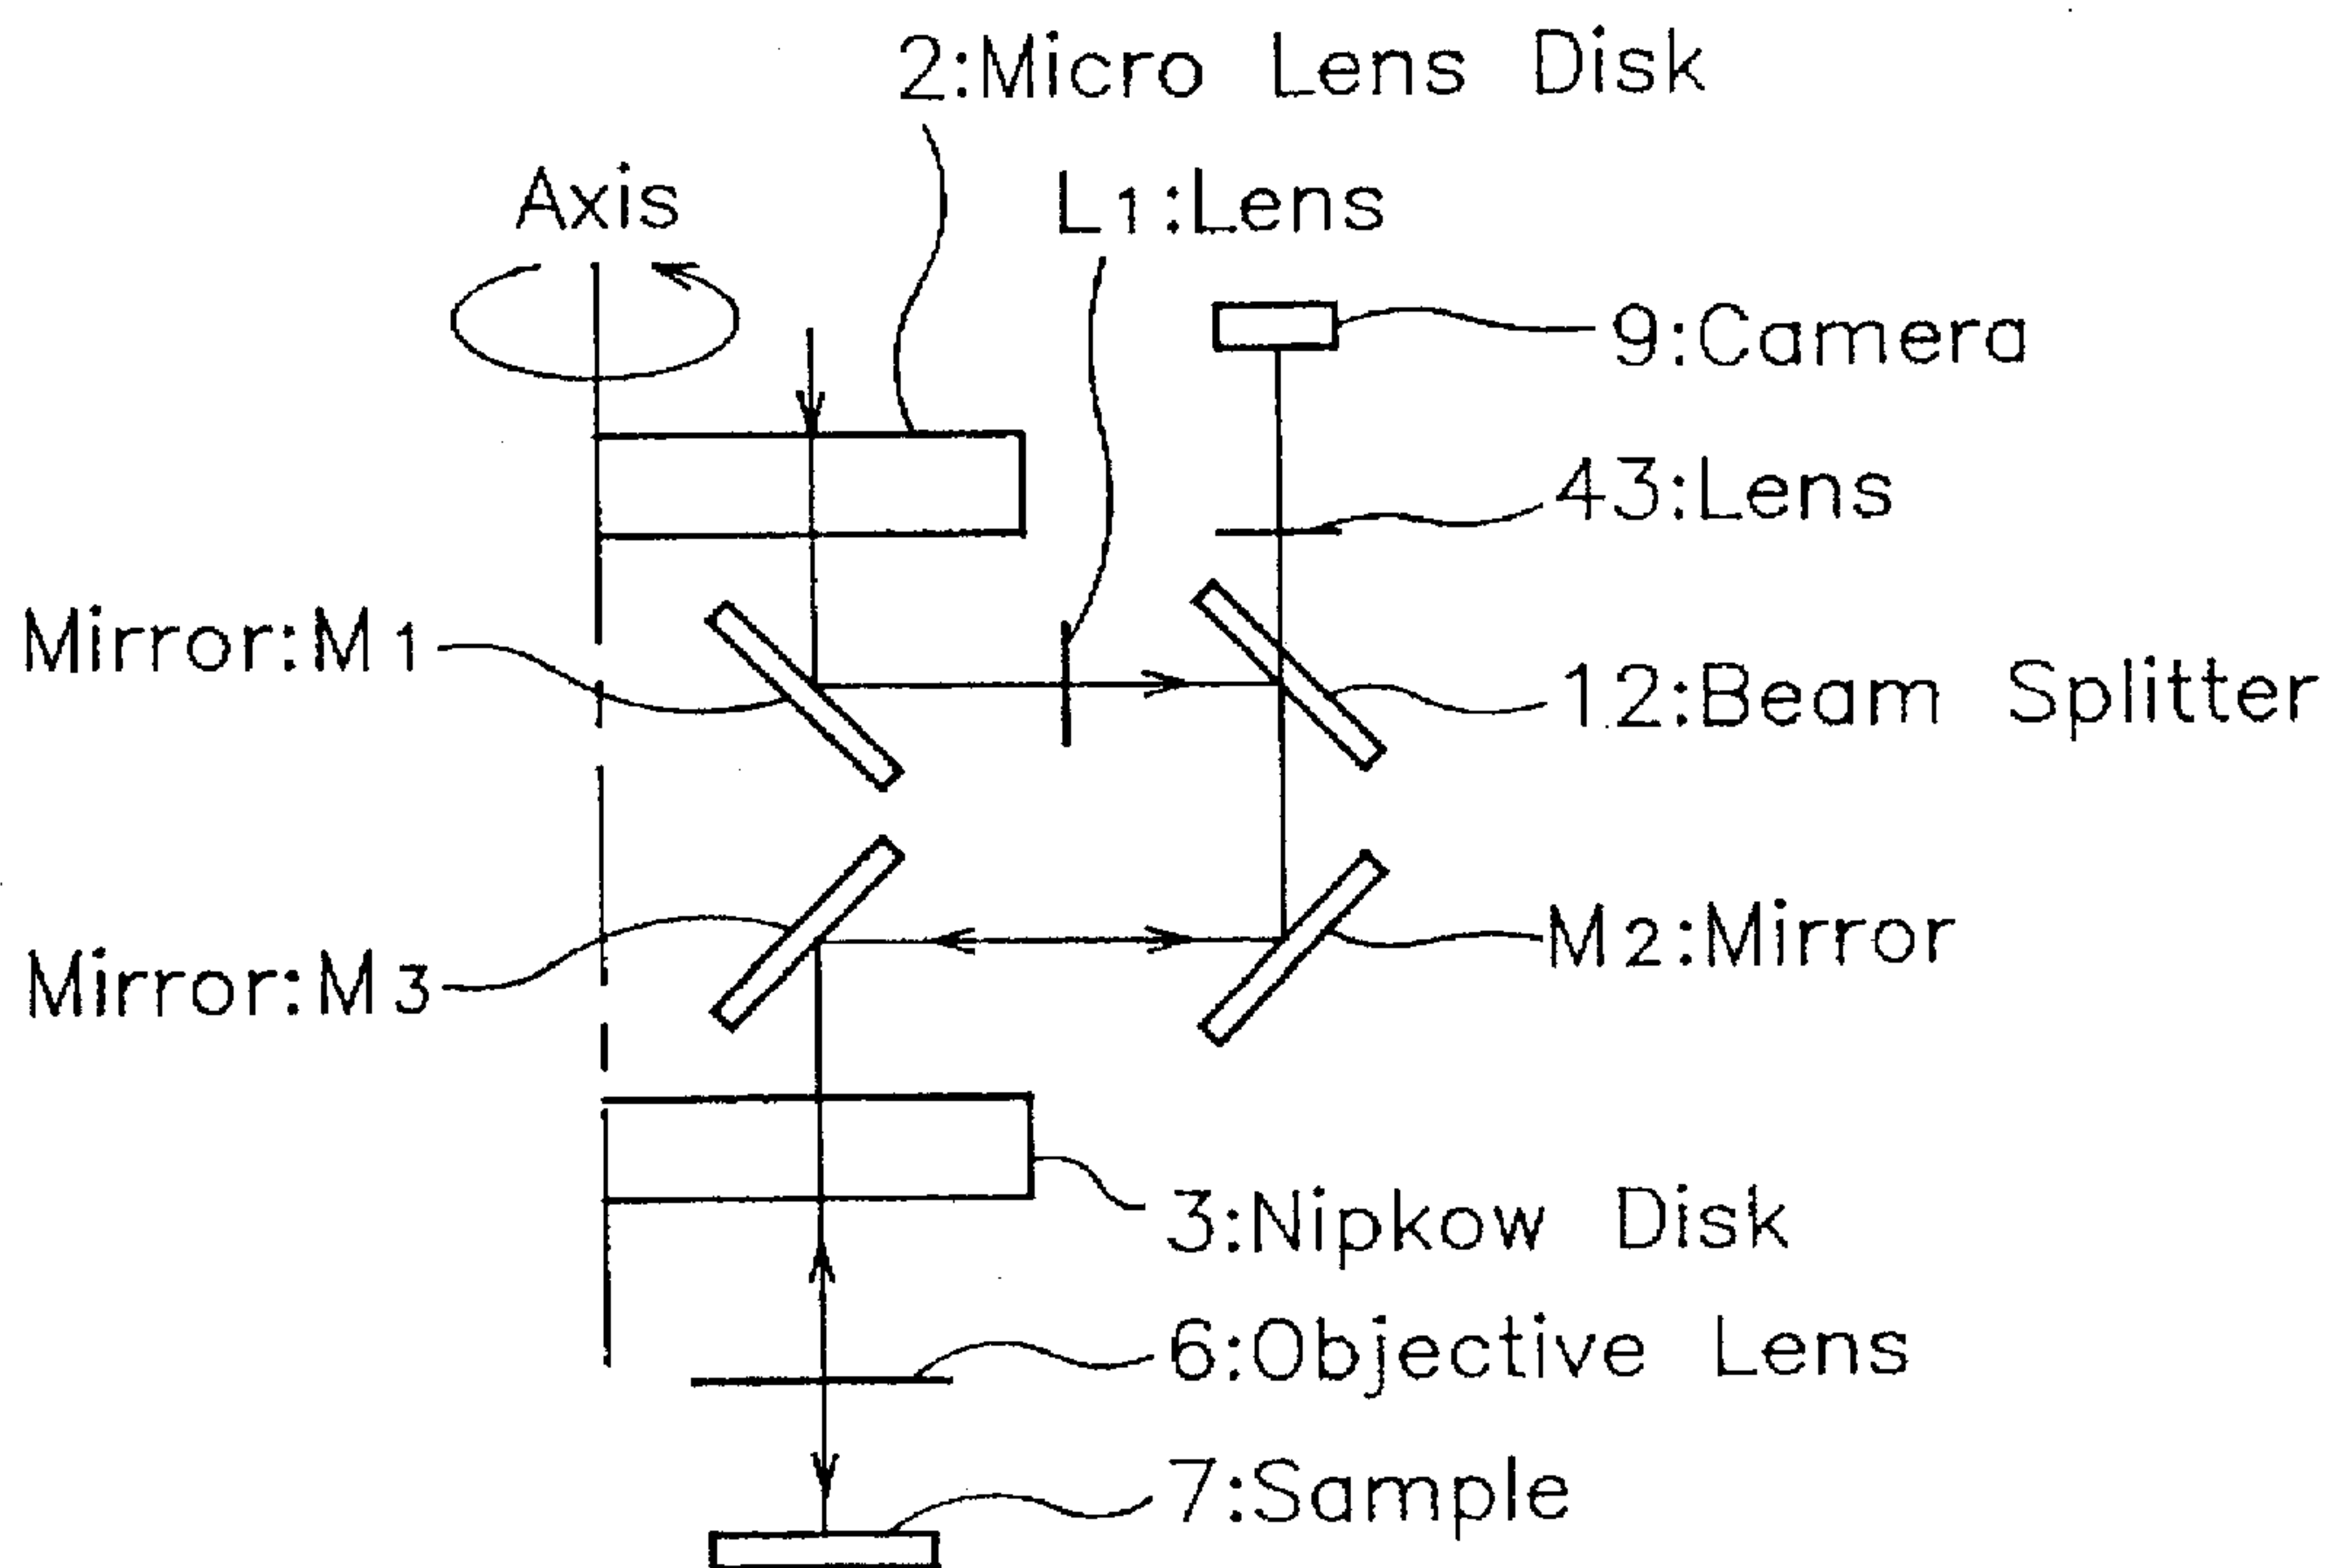 2:Micro Lens Disk
Axis
L1:Lens
9:Camera
43:Lens
Mirror:M1
12:Beam Splitter
Mirror:M3
M2:Mirror
3:Nipkow Disk
6:Objective Lens
7:Sample